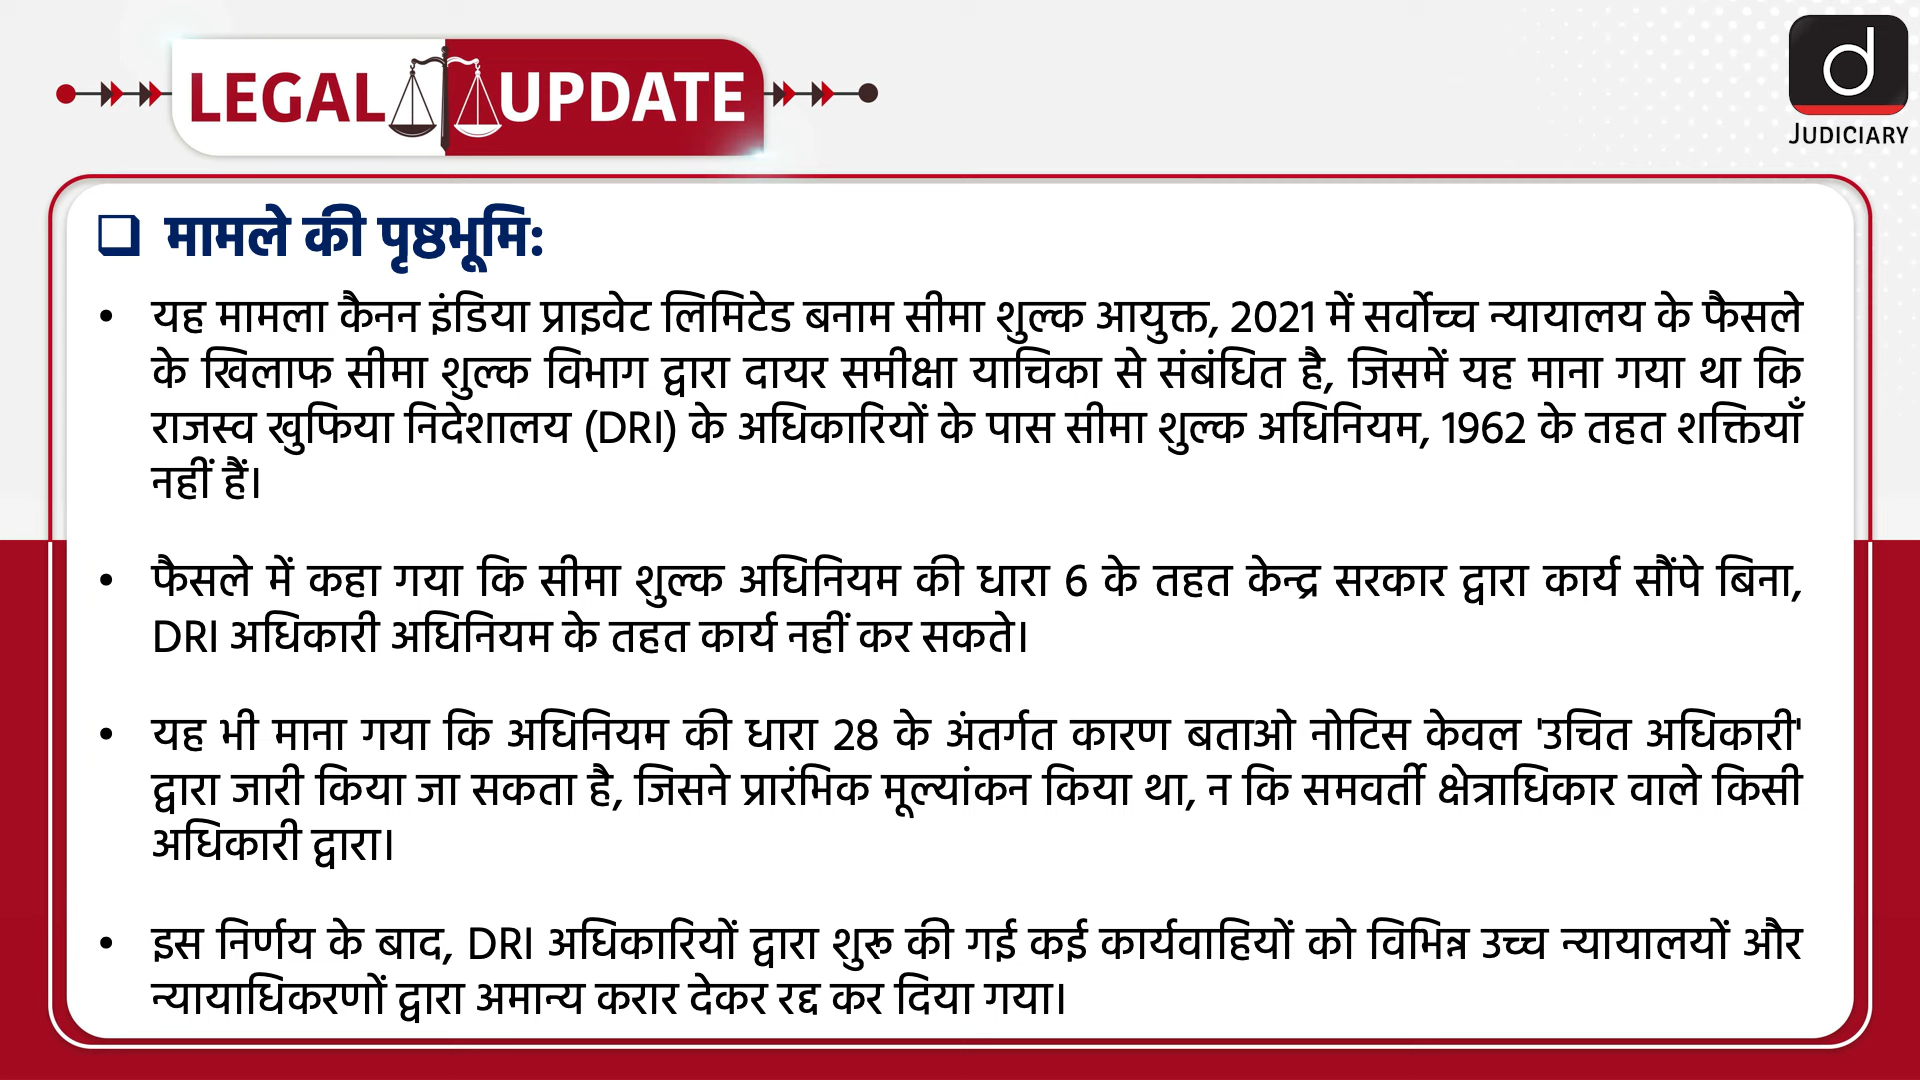 LEGAL UPDATE
d
JUDICIARY
❑ मामले की पृष्ठभूमि:
• यह मामला कैनन इंडिया प्राइवेट लिमिटेड बनाम सीमा शुल्क आयुक्त, 2021 में सर्वोच्च न्यायालय के फैसले
के खिलाफ सीमा शुल्क विभाग द्वारा दायर समीक्षा याचिका से संबंधित है, जिसमें यह माना गया था कि
राजस्व खुफिया निदेशालय (DRI) के अधिकारियों के पास सीमा शुल्क अधिनियम, 1962 के तहत शक्तियाँ
नहीं हैं।
• फैसले में कहा गया कि सीमा शुल्क अधिनियम की धारा 6 के तहत केन्द्र सरकार द्वारा कार्य सौंपे बिना,
DRI अधिकारी अधिनियम के तहत कार्य नहीं कर सकते।
• यह भी माना गया कि अधिनियम की धारा 28 के अंतर्गत कारण बताओ नोटिस केवल 'उचित अधिकारी'
द्वारा जारी किया जा सकता है, जिसने प्रारंभिक मूल्यांकन किया था, न कि समवर्ती क्षेत्राधिकार वाले किसी
अधिकारी द्वारा।
• इस निर्णय के बाद, DRI अधिकारियों द्वारा शुरू की गई कई कार्यवाहियों को विभिन्न उच्च न्यायालयों और
न्यायाधिकरणों द्वारा अमान्य करार देकर रद्द कर दिया गया।